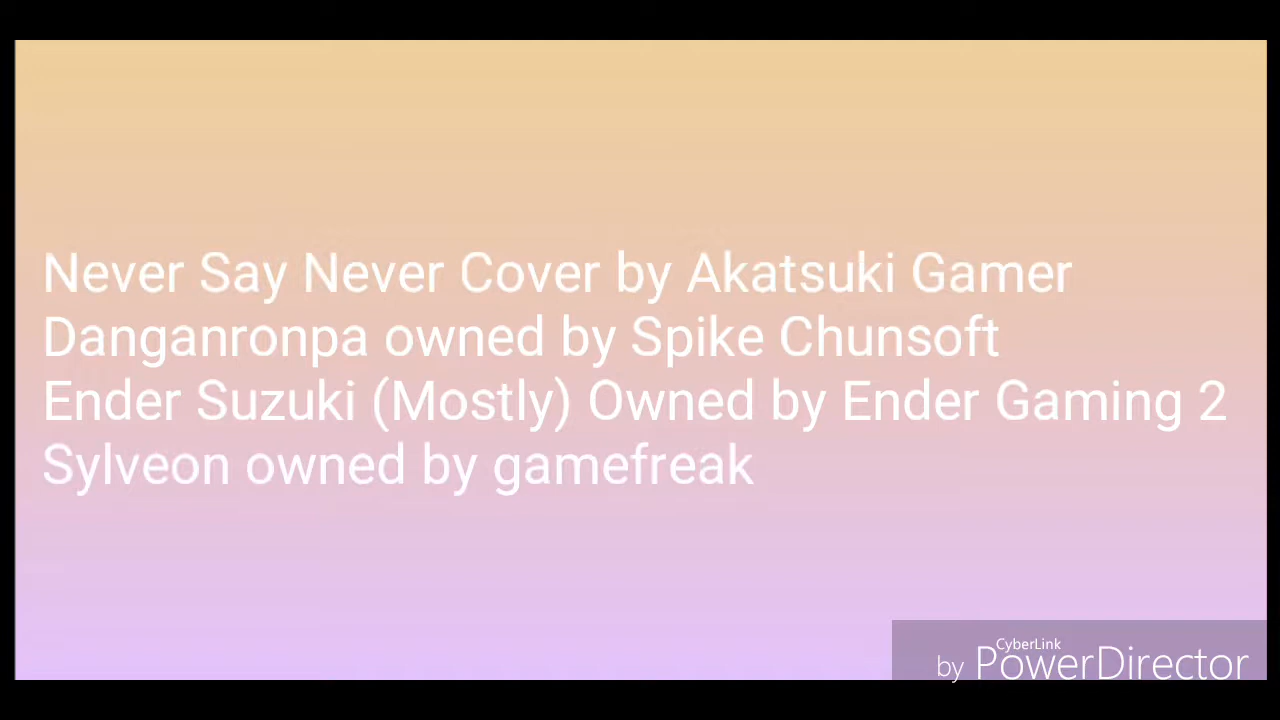 Never Say Never Cover by Akatsuki Gamer
Danganronpa owned by Spike Chunsoft
Ender Suzuki (Mostly) Owned by Ender Gaming 2
Sylveon owned by gamefreak
CyberLink
by PowerDirector